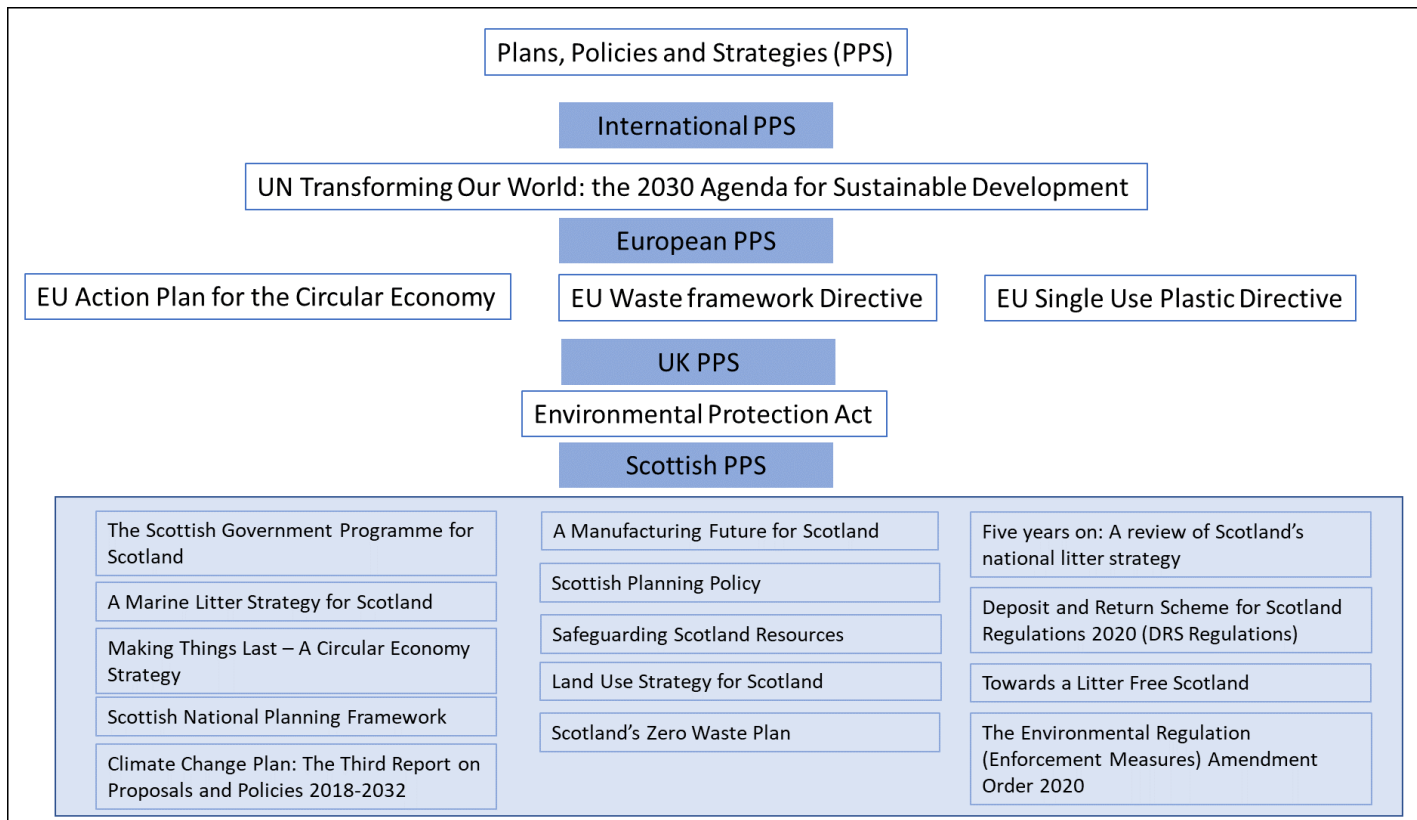 Plans, Policies and Strategies (PPS)
International PPS
UN Transforming Our World: the 2030 Agenda for Sustainable Development
European PPS
EU Action Plan for the Circular Economy
EU Waste framework Directive
EU Single Use Plastic Directive
UK PPS
Environmental Protection Act
Scottish PPS
The Scottish Government Programme for
Scotland
A Marine Litter Strategy for Scotland
Making Things Last – A Circular Economy
Strategy
Scottish National Planning Framework
Climate Change Plan: The Third Report on
Proposals and Policies 2018-2032
A Manufacturing Future for Scotland
Scottish Planning Policy
Safeguarding Scotland Resources
Land Use Strategy for Scotland
Scotland’s Zero Waste Plan
Five years on: A review of Scotland’s
national litter strategy
Deposit and Return Scheme for Scotland
Regulations 2020 (DRS Regulations)
Towards a Litter Free Scotland
The Environmental Regulation
(Enforcement Measures) Amendment
Order 2020